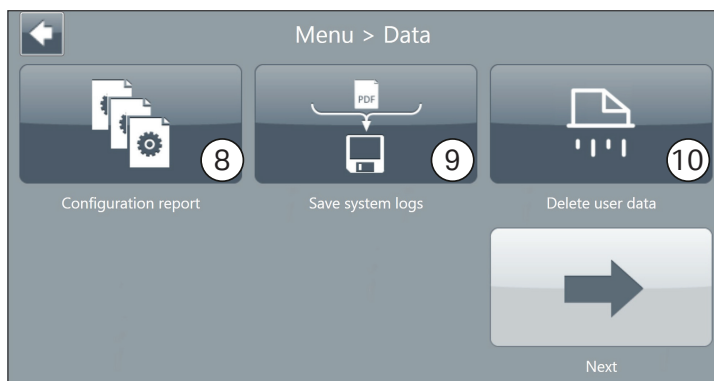 Menu > Data
PDF
8
9
10
Configuration report
Save system logs
Delete user data
Next